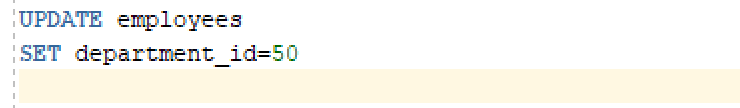 UPDATE employees
SET department_id=50